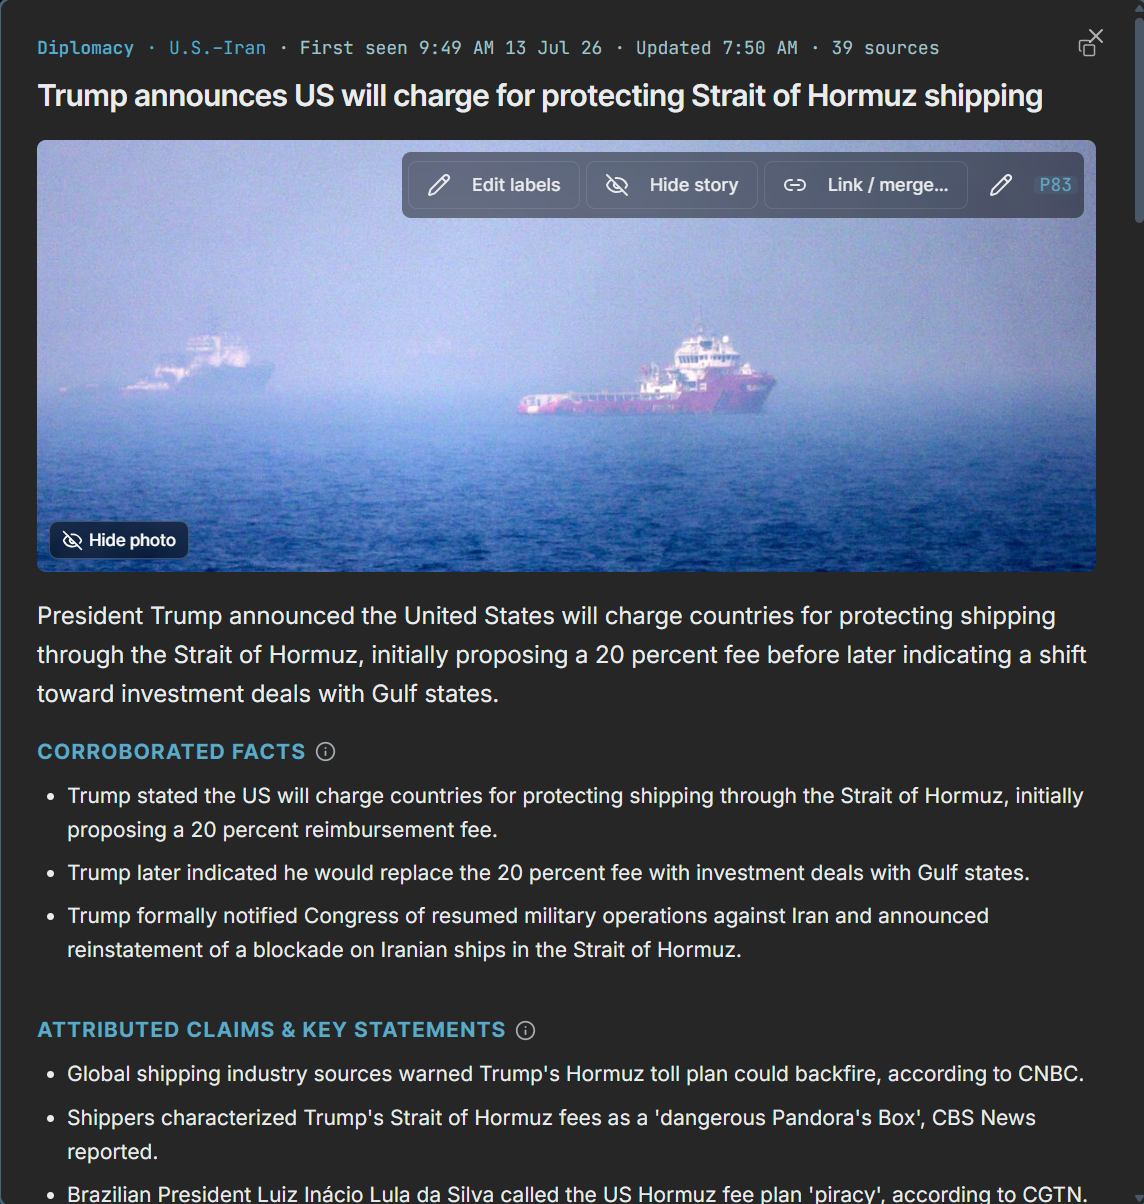 Diplomacy · U.S.–Iran · First seen 9:49 AM 13 Jul 26 · Updated 7:50 AM · 39 sources
Trump announces US will charge for protecting Strait of Hormuz shipping
Edit labels Hide story Link / merge... P83
Hide photo
President Trump announced the United States will charge countries for protecting shipping
through the Strait of Hormuz, initially proposing a 20 percent fee before later indicating a shift
toward investment deals with Gulf states.
CORROBORATED FACTS
• Trump stated the US will charge countries for protecting shipping through the Strait of Hormuz, initially
proposing a 20 percent reimbursement fee.
• Trump later indicated he would replace the 20 percent fee with investment deals with Gulf states.
• Trump formally notified Congress of resumed military operations against Iran and announced
reinstatement of a blockade on Iranian ships in the Strait of Hormuz.
ATTRIBUTED CLAIMS & KEY STATEMENTS
• Global shipping industry sources warned Trump's Hormuz toll plan could backfire, according to CNBC.
• Shippers characterized Trump's Strait of Hormuz fees as a 'dangerous Pandora's Box', CBS News
reported.
• Brazilian President Luiz Inácio Lula da Silva called the US Hormuz fee plan 'piracy', according to CGTN.